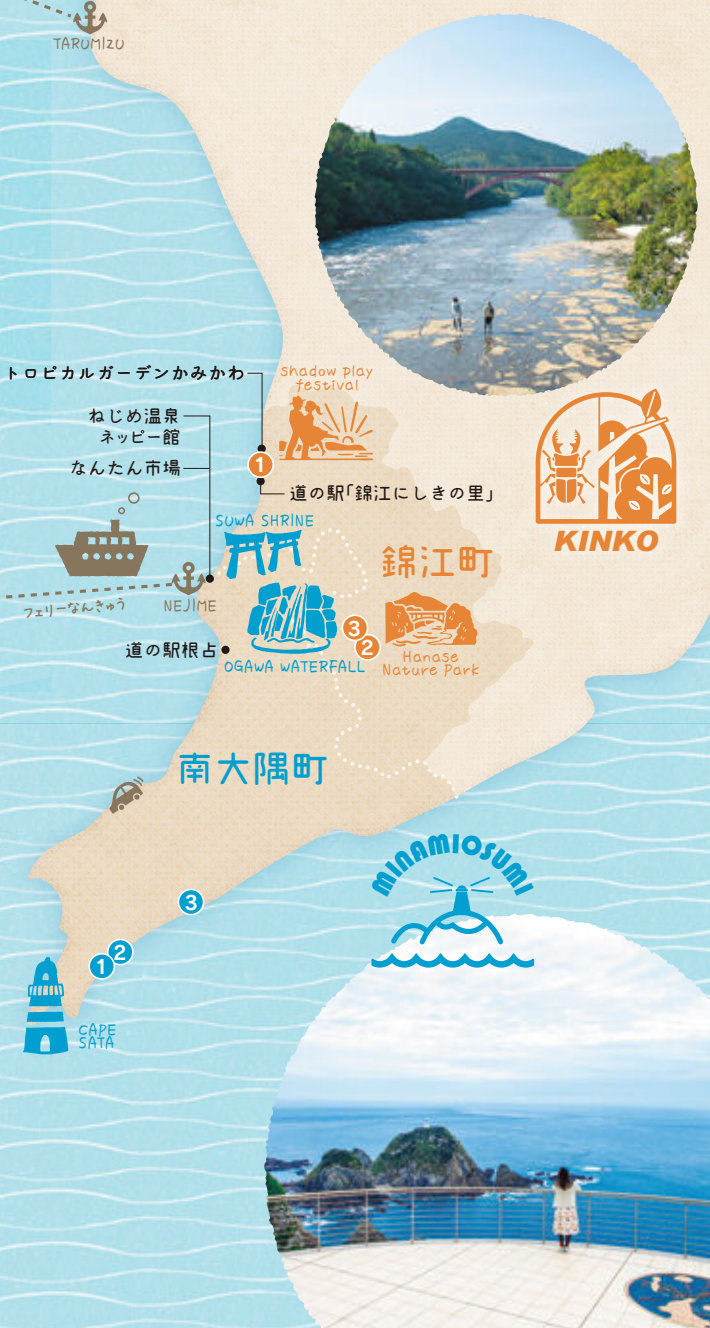 TARUMIZU
トロピカルガーデンかみかわ
shadow play
festival
ねじめ温泉
ネッピー館
なんたん市場
1
道の駅「錦江にしきの里」
KINKO
SUWA SHRINE
錦江町
フェリーなんきゅう
NEJIME
3
2
道の駅根占
OGAWA WATERFALL
Hanase
Nature Park
南大隅町
MINAMIOSUMI
3
2
1
CAPE
SATA